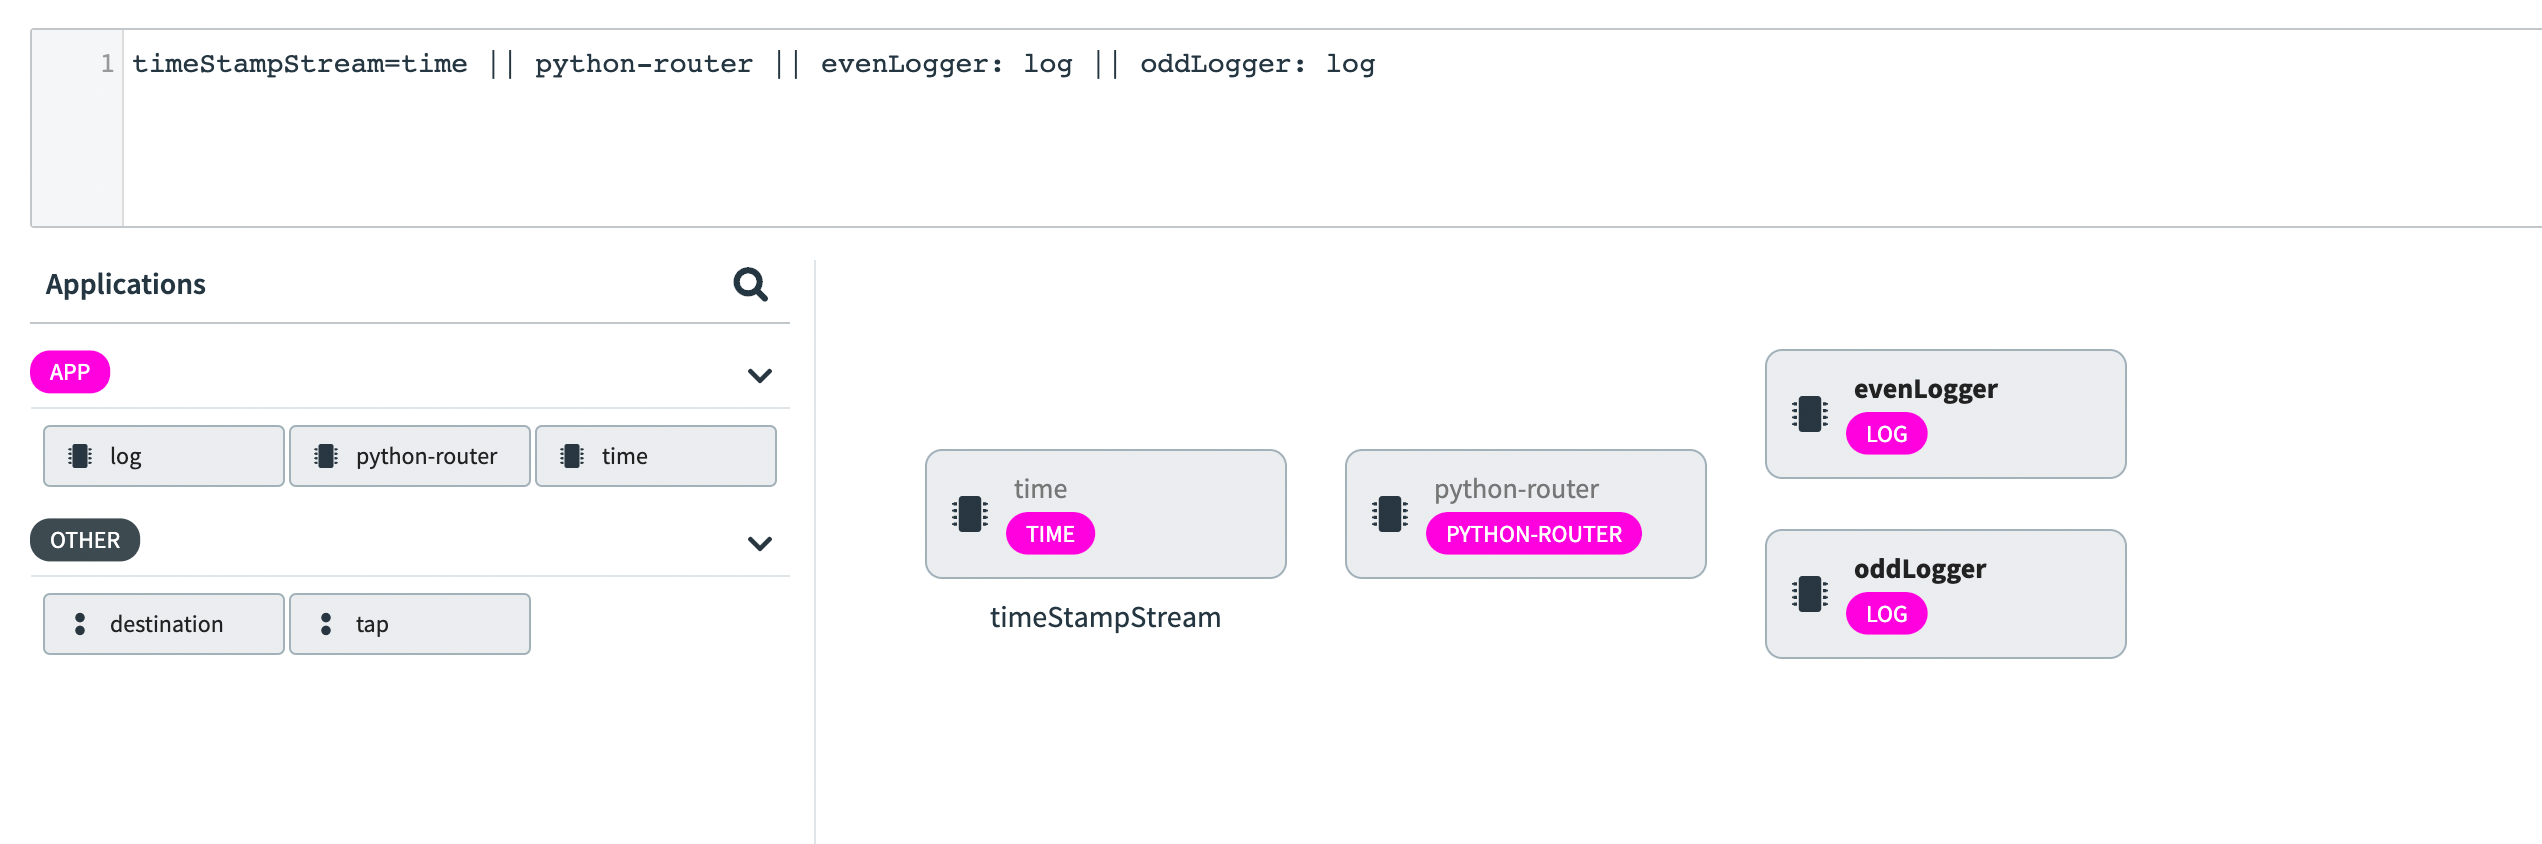 1 timeStampStream=time || python-router || evenLogger: log || oddLogger: log
Applications
APP
log
python-router
time
OTHER
destination
tap
time
TIME
timeStampStream
python-router
PYTHON-ROUTER
evenLogger
LOG
oddLogger
LOG